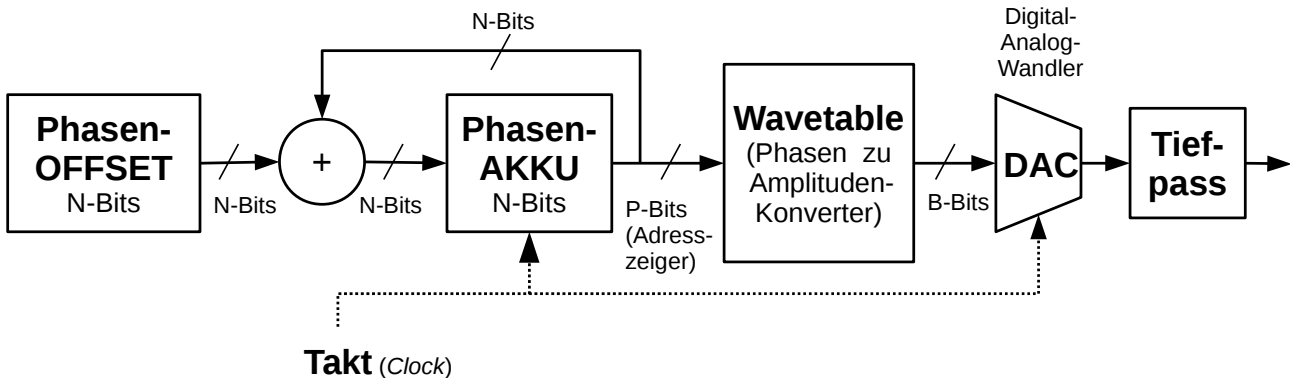 N-Bits
Digital-
Analog-
Wandler
Phasen-
OFFSET
N-Bits
N-Bits
+
N-Bits
Phasen-
AKKU
N-Bits
P-Bits
(Adress-
zeiger)
Wavetable
(Phasen zu
Amplituden-
Konverter)
B-Bits
DAC
Tief-
pass
Takt (Clock)